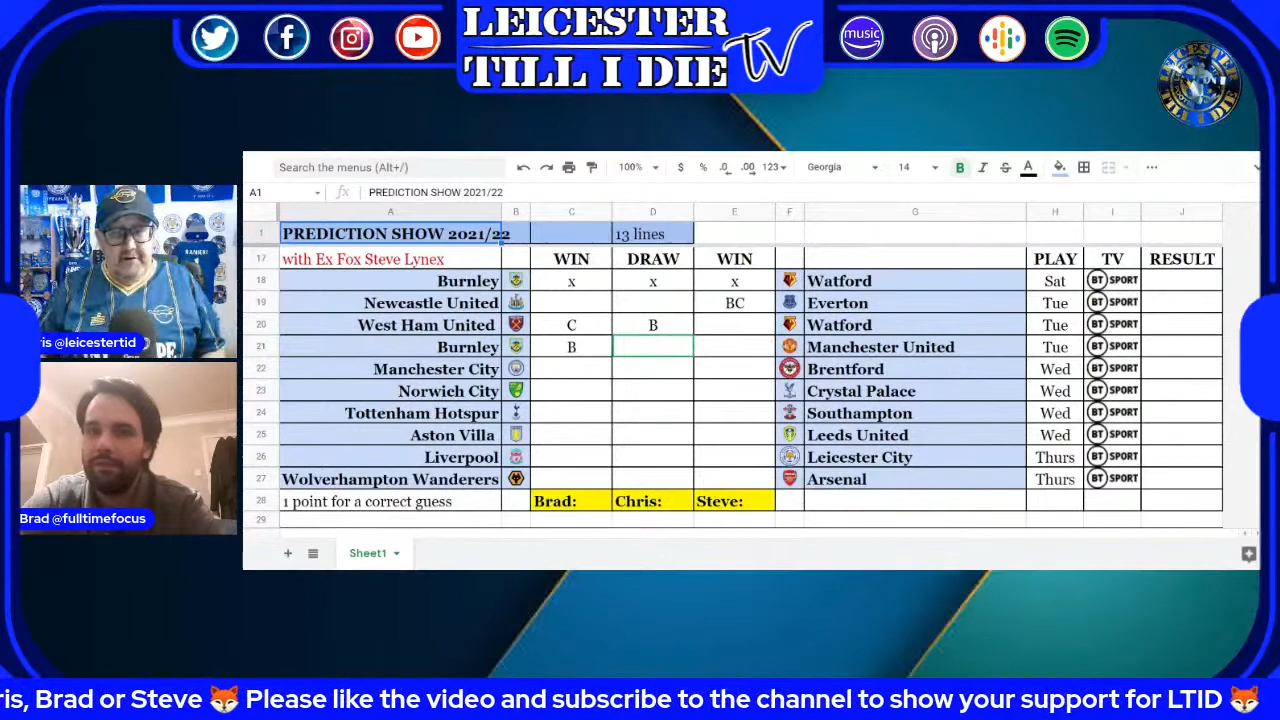 LEICESTER
TILL I DIE TV
music
LEICESTER
TILL I DIE
Search the menus (Alt+/)
100%
$ % .0 .00 123
Georgia
14
B I S A
A1
fx
PREDICTION SHOW 2021/22
A B C D E F G H I J
1 PREDICTION SHOW 2021/22 13 lines
17 with Ex Fox Steve Lynex WIN DRAW WIN PLAY TV RESULT
18 Burnley x x x Watford Sat BT SPORT
19 Newcastle United BC Everton Tue BT SPORT
20 West Ham United C B Watford Tue BT SPORT
21 Burnley B Manchester United Tue BT SPORT
22 Manchester City Brentford Wed BT SPORT
23 Norwich City Crystal Palace Wed BT SPORT
24 Tottenham Hotspur Southampton Wed BT SPORT
25 Aston Villa Leeds United Wed BT SPORT
26 Liverpool Leicester City Thurs BT SPORT
27 Wolverhampton Wanderers Arsenal Thurs BT SPORT
28 1 point for a correct guess Brad: Chris: Steve:
29
Sheet1
RANIERI
ris @leicestertid
Brad @fulltimefocus
ris, Brad or Steve 🦊 Please like the video and subscribe to the channel to show your support for LTID 🦊